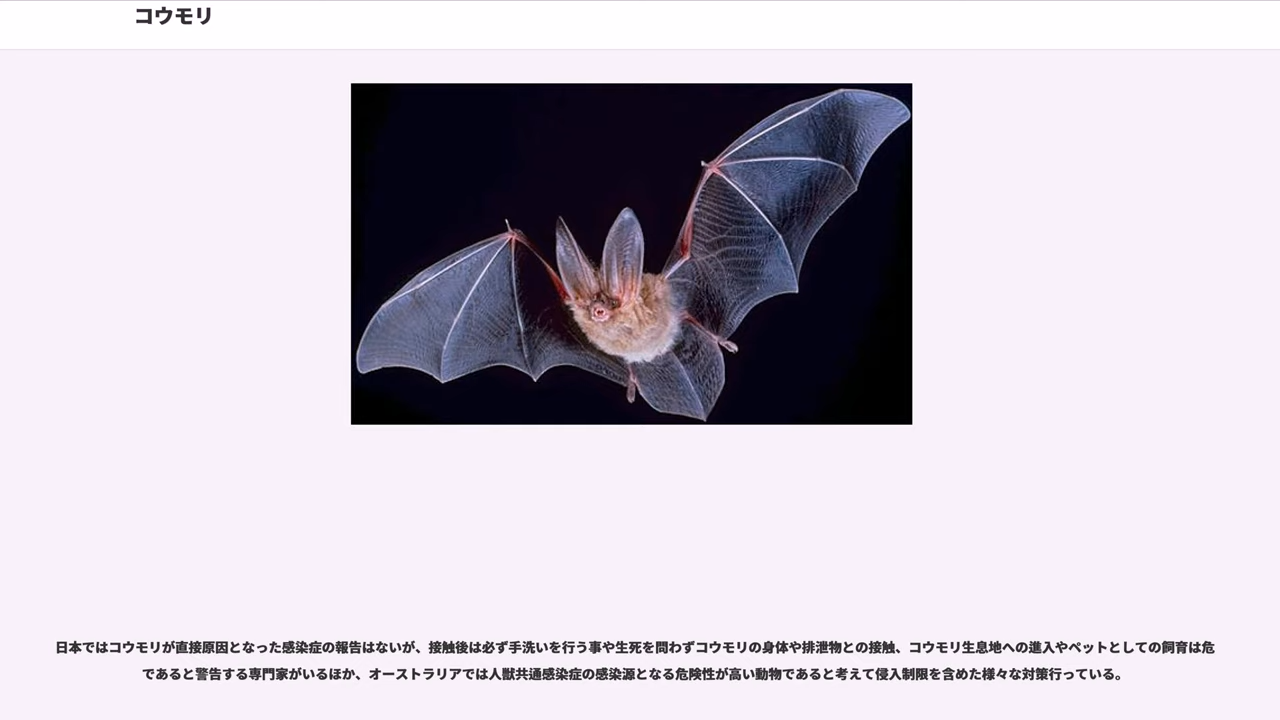 コウモリ
日本ではコウモリが直接原因となった感染症の報告はないが、接触後は必ず手洗いを行う事や生死を問わずコウモリの身体や排泄物との接触、コウモリ生息地への進入やペットとしての飼育は危
であると警告する専門家がいるほか、オーストラリアでは人獣共通感染症の感染源となる危険性が高い動物であると考えて侵入制限を含めた様々な対策行っている。